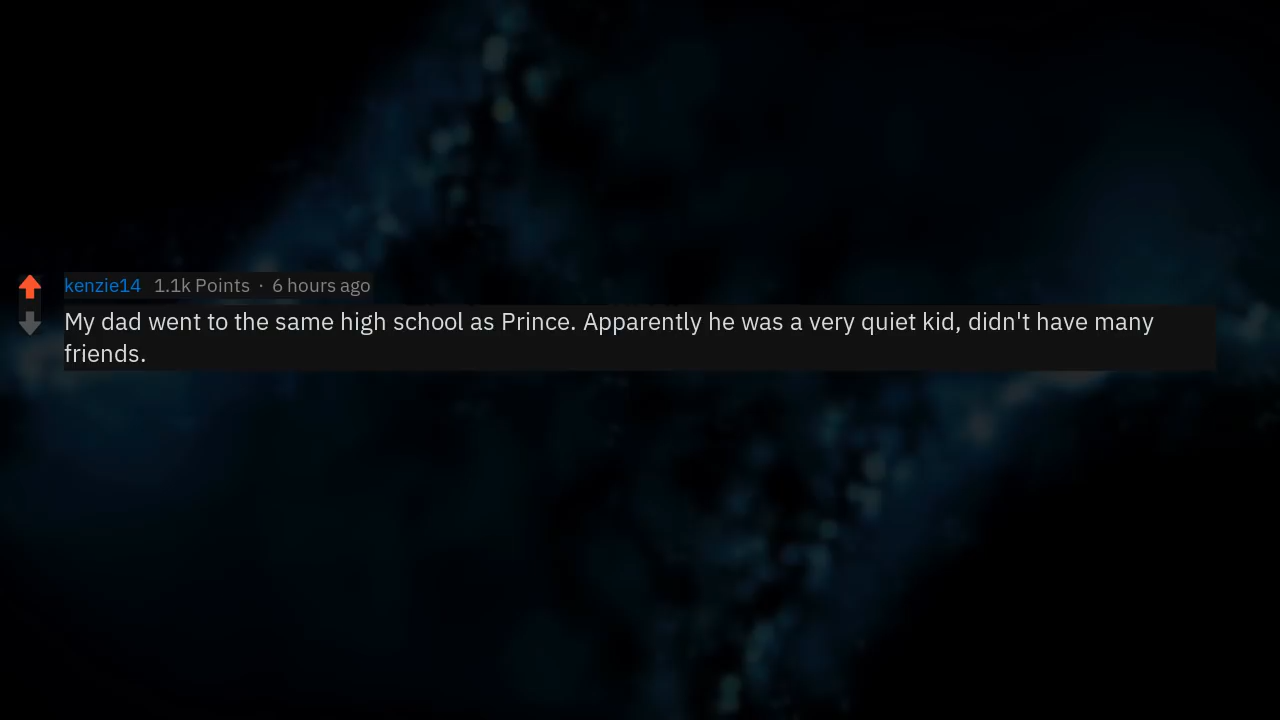 kenzie14 1.1k Points · 6 hours ago
My dad went to the same high school as Prince. Apparently he was a very quiet kid, didn't have many
friends.